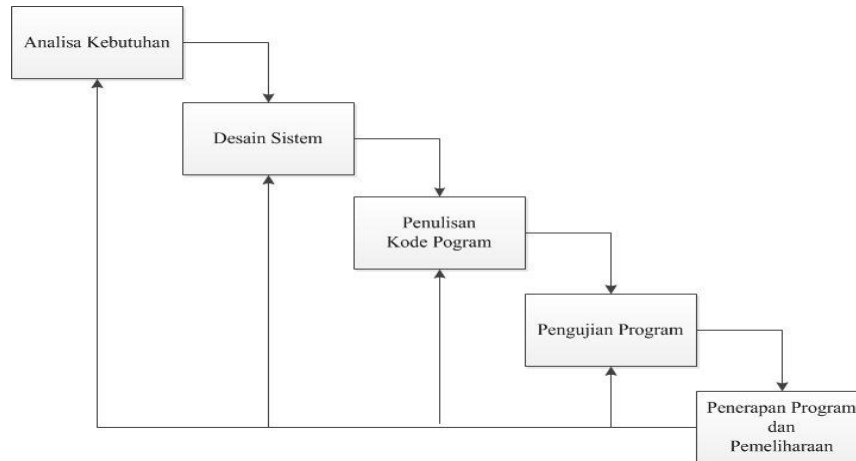 Analisa Kebutuhan
Desain Sistem
Penulisan
Kode Pogram
Pengujian Program
Penerapan Program
dan
Pemeliharaan